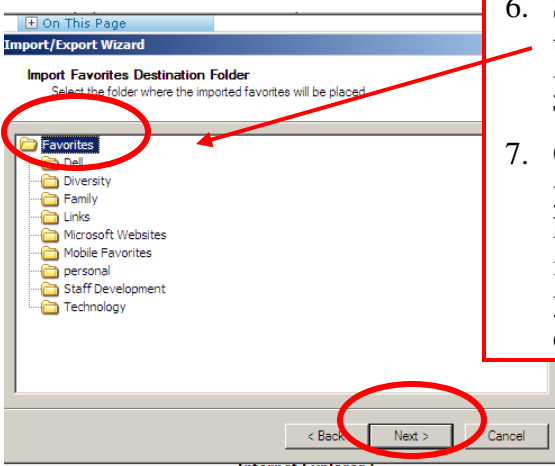 On This Page
Import/Export Wizard
Import Favorites Destination Folder
Select the folder where the imported favorites will be placed
Favorites
Dell
Diversity
Family
Links
Microsoft Websites
Mobile Favorites
personal
Staff Development
Technology
< Back
Next >
Cancel
6.
7.